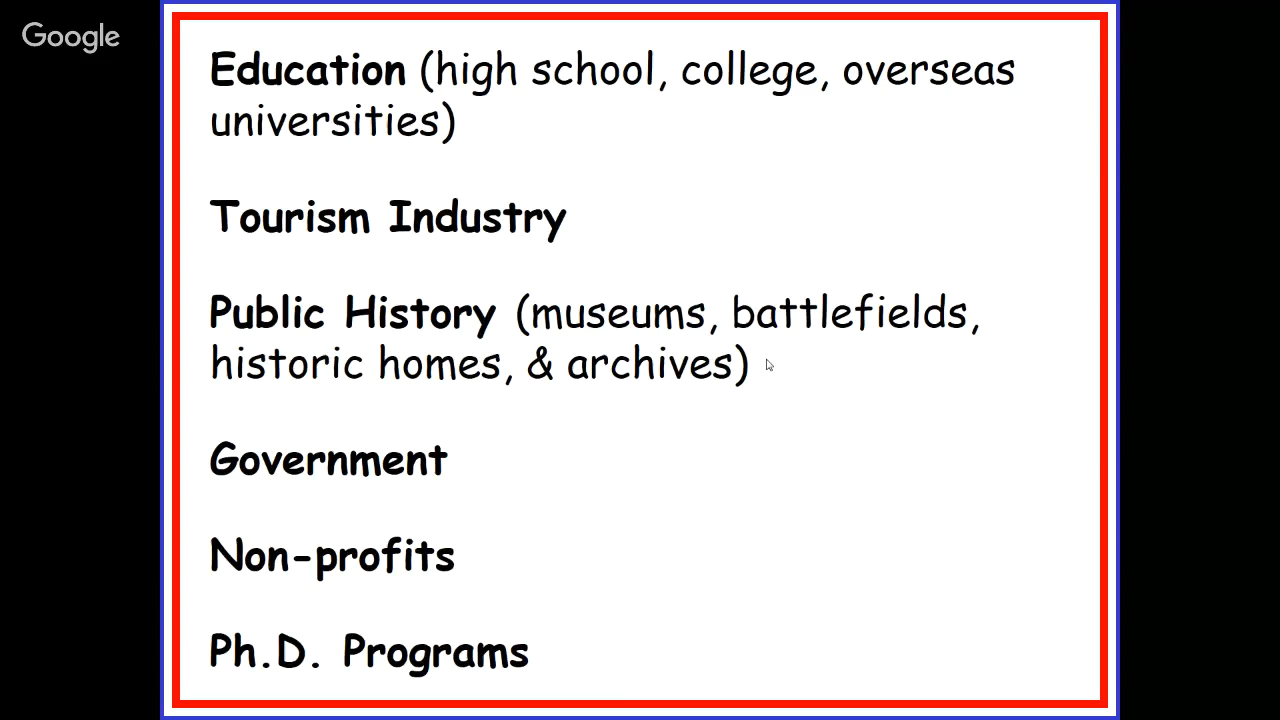 Google
Education (high school, college, overseas
universities)
Tourism Industry
Public History (museums, battlefields,
historic homes, & archives)
Government
Non-profits
Ph.D. Programs